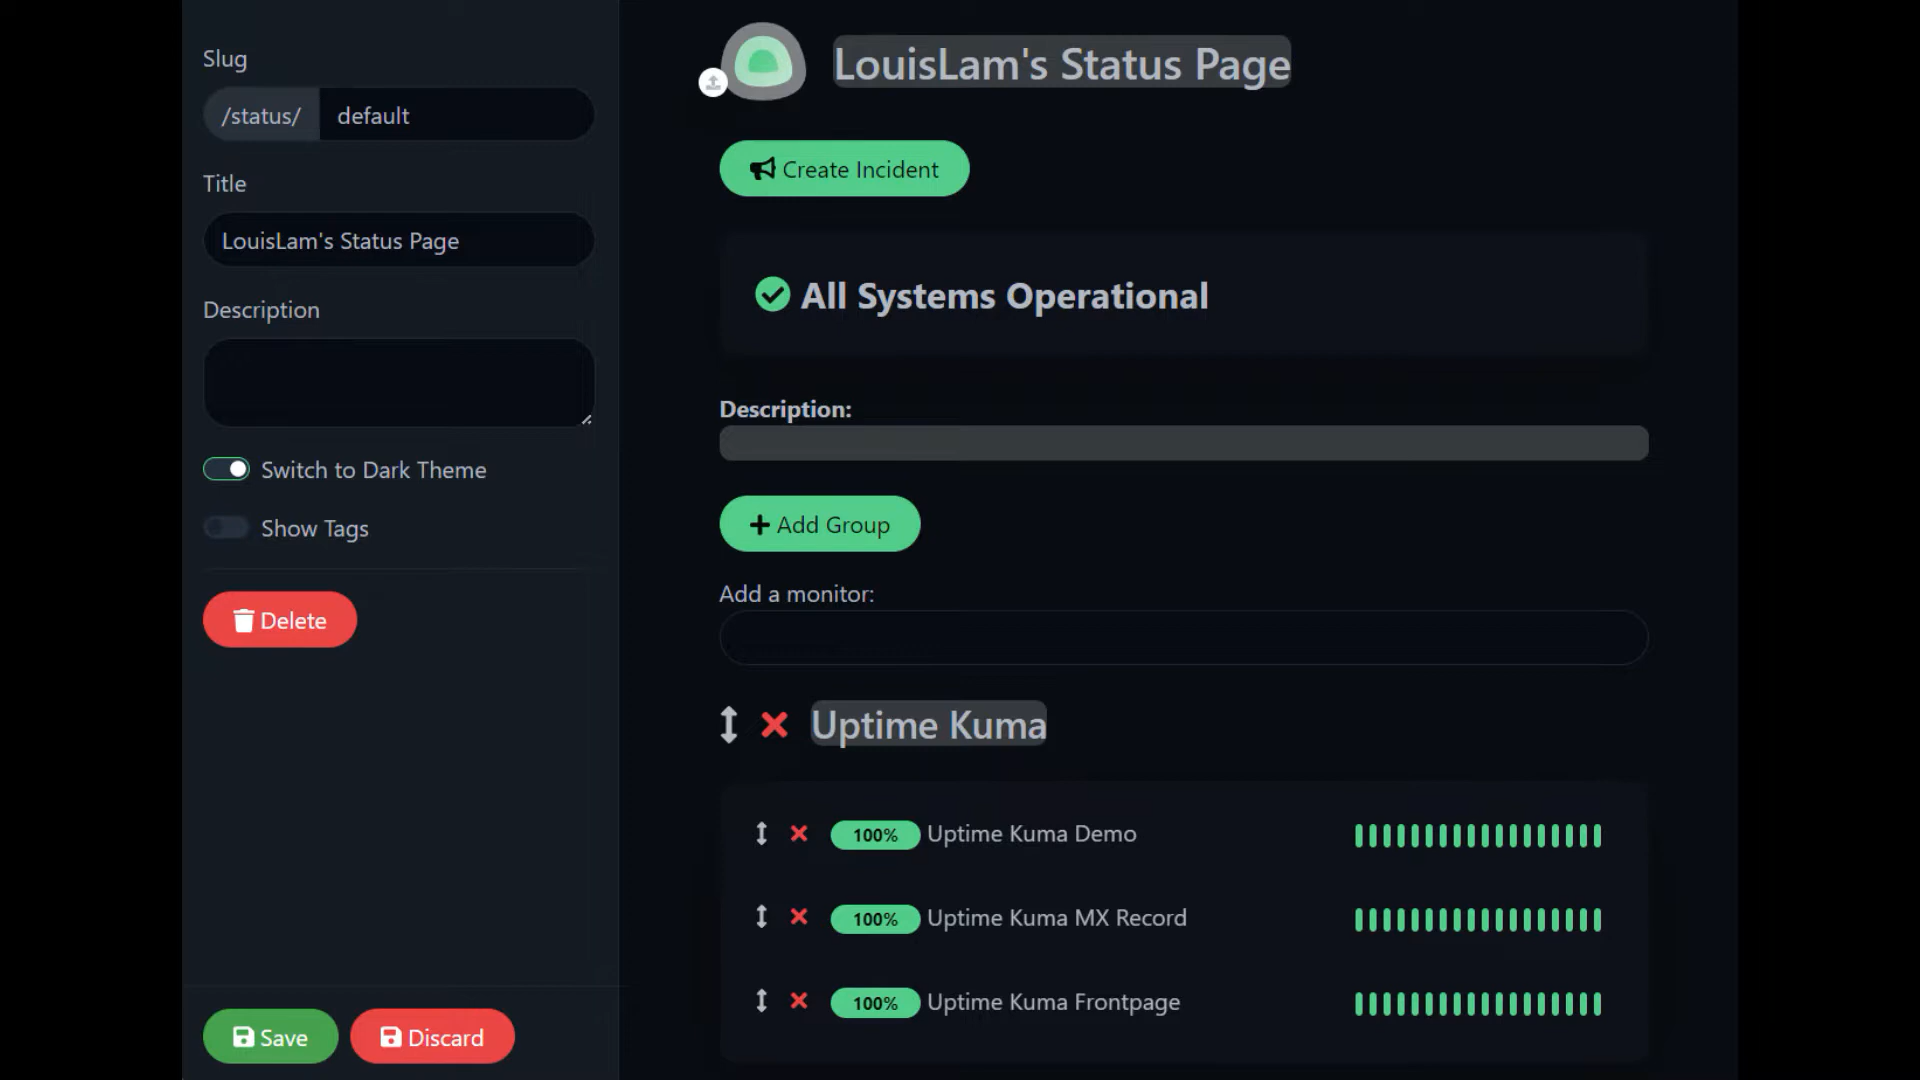 Slug
/status/ default
Title
LouisLam's Status Page
Description
Switch to Dark Theme
Show Tags
Delete
Save
Discard
LouisLam's Status Page
Create Incident
All Systems Operational
Description:
Add Group
Add a monitor:
Uptime Kuma
100% Uptime Kuma Demo
100% Uptime Kuma MX Record
100% Uptime Kuma Frontpage